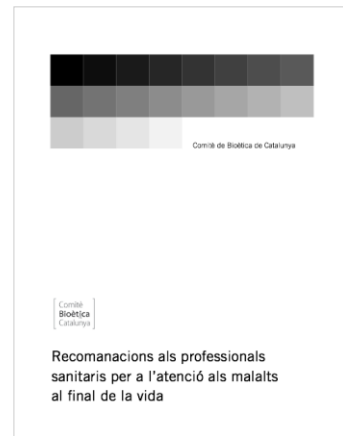 Comitè de Bioètica de Catalunya
Comitè
Bioètica
Catalunya
Recomanacions als professionals
sanitaris per a l'atenció als malalts
al final de la vida